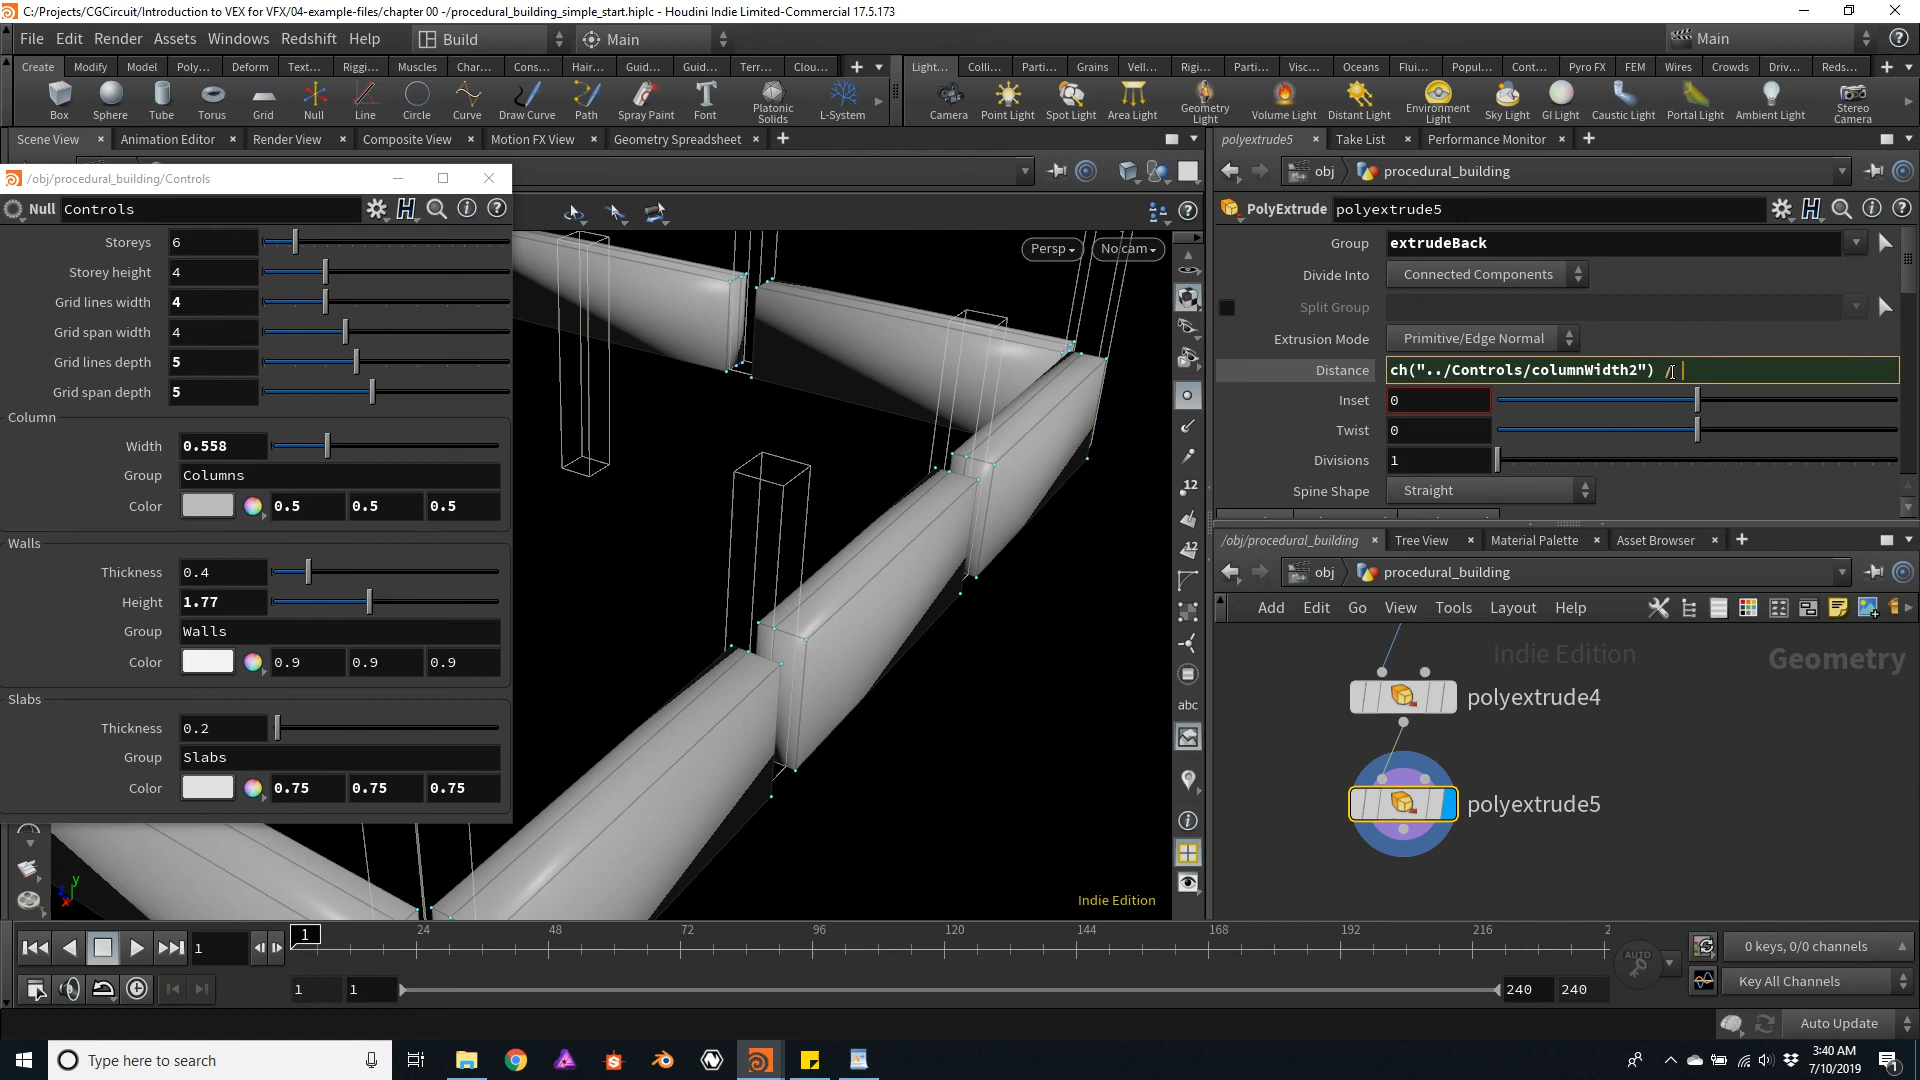 C:/Projects/CGCircuit/Introduction to VEX for VFX/04-example-files/chapter 00 -/procedural_building_simple_start.hiplc - Houdini Indie Limited-Commercial 17.5.173
File Edit Render Assets Windows Redshift Help Build Main Main
Create Modify Model Poly... Deform Text... Riggi... Muscles Char... Cons... Hair... Guid... Guid... Terr... Clou... Light... Colli... Parti... Grains Vell... Rigi... Parti... Visc... Oceans Flui... Popul... Cont... Pyro FX FEM Wires Crowds Driv... Reds...
Box Sphere Tube Torus Grid Null Line Circle Curve Draw Curve Path Spray Paint Font Platonic Solids L-System Camera Point Light Spot Light Area Light Geometry Light Volume Light Distant Light Environment Light Sky Light GI Light Caustic Light Portal Light Ambient Light Stereo Camera
Scene View Animation Editor Render View Composite View Motion FX View Geometry Spreadsheet polyextrude5 Take List Performance Monitor
/obj/procedural_building/Controls
obj procedural_building
Null Controls
PolyExtrude polyextrude5
Storeys 6
Storey height 4
Grid lines width 4
Grid span width 4
Grid lines depth 5
Grid span depth 5
Column
Width 0.558
Group Columns
Color 0.5 0.5 0.5
Walls
Thickness 0.4
Height 1.77
Group Walls
Color 0.9 0.9 0.9
Slabs
Thickness 0.2
Group Slabs
Color 0.75 0.75 0.75
Persp No cam
12
12
abc
Indie Edition
Group extrudeBack
Divide Into Connected Components
Split Group
Extrusion Mode Primitive/Edge Normal
Distance ch("../Controls/columnWidth2") /
Inset 0
Twist 0
Divisions 1
Spine Shape Straight
/obj/procedural_building Tree View Material Palette Asset Browser
obj procedural_building
Add Edit Go View Tools Layout Help
Indie Edition Geometry
polyextrude4
polyextrude5
z y x
1 1 24 48 72 96 120 144 168 192 216 2
AUTO
0 keys, 0/0 channels
1 1 240 240
Key All Channels
Auto Update
Type here to search
3:40 AM
7/10/2019
1